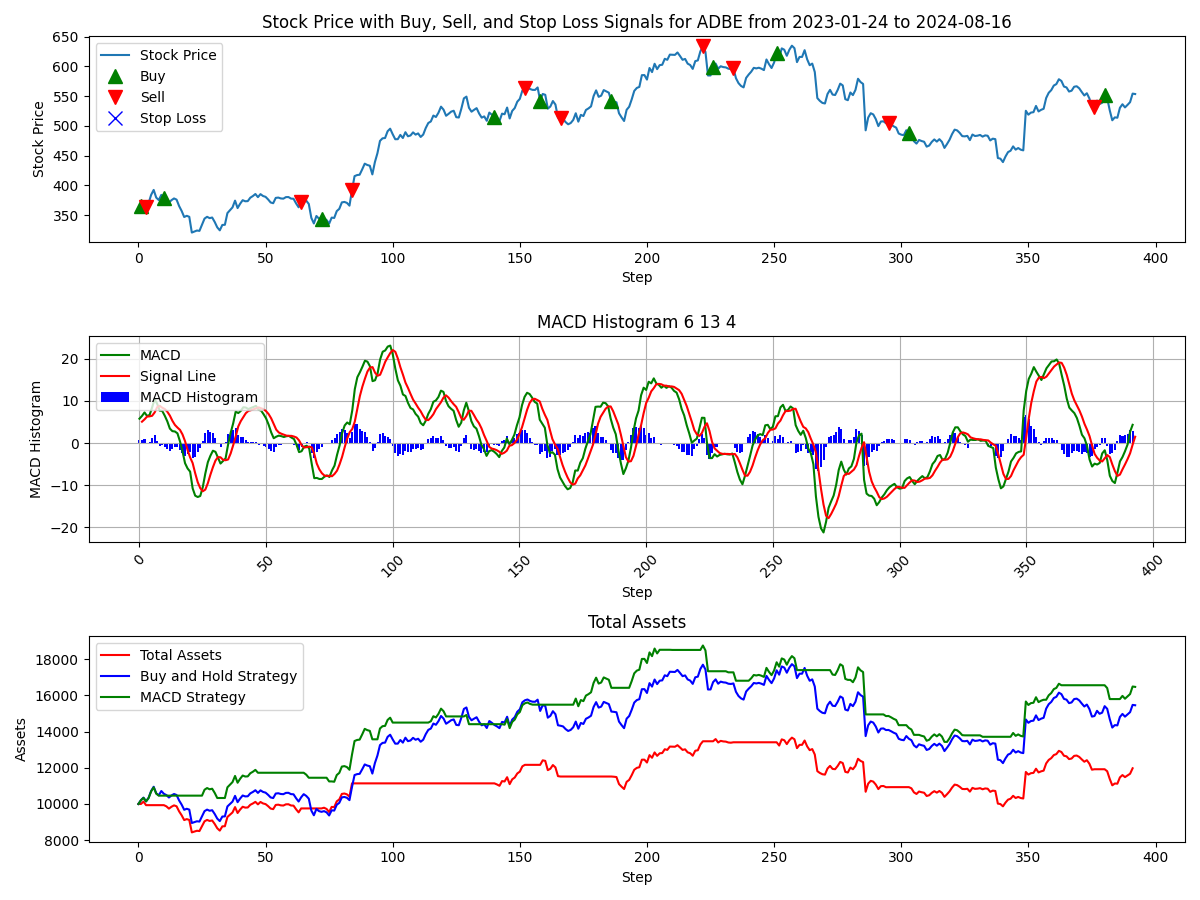 Stock Price with Buy, Sell, and Stop Loss Signals for ADBE from 2023-01-24 to 2024-08-16
Stock Price
650
600
550
500
450
400
350
Stock Price
Buy
Sell
Stop Loss
0 50 100 150 200 250 300 350 400
Step
MACD Histogram 6 13 4
MACD Histogram
20
10
0
−10
−20
MACD
Signal Line
MACD Histogram
0 50 100 150 200 250 300 350 400
Step
Total Assets
Assets
18000
16000
14000
12000
10000
8000
Total Assets
Buy and Hold Strategy
MACD Strategy
0 50 100 150 200 250 300 350 400
Step